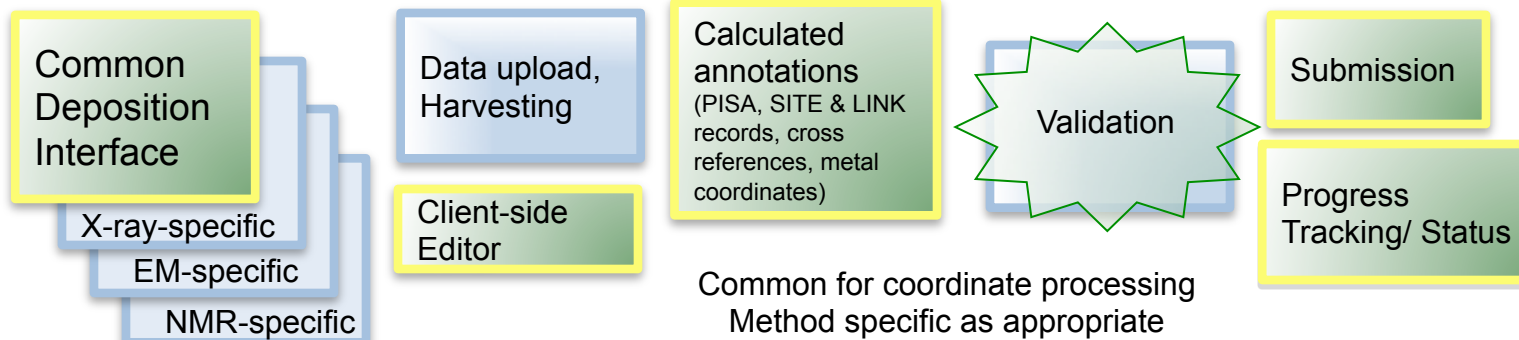 Common
Deposition
Interface
X-ray-specific
EM-specific
NMR-specific
Data upload,
Harvesting
Client-side
Editor
Calculated
annotations
(PISA, SITE & LINK
records, cross
references, metal
coordinates)
Validation
Submission
Progress
Tracking/ Status
Common for coordinate processing
Method specific as appropriate